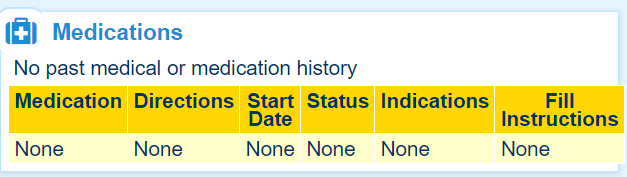 Medications
No past medical or medication history
Medication Directions Start Date Status Indications Fill Instructions
None None None None None None